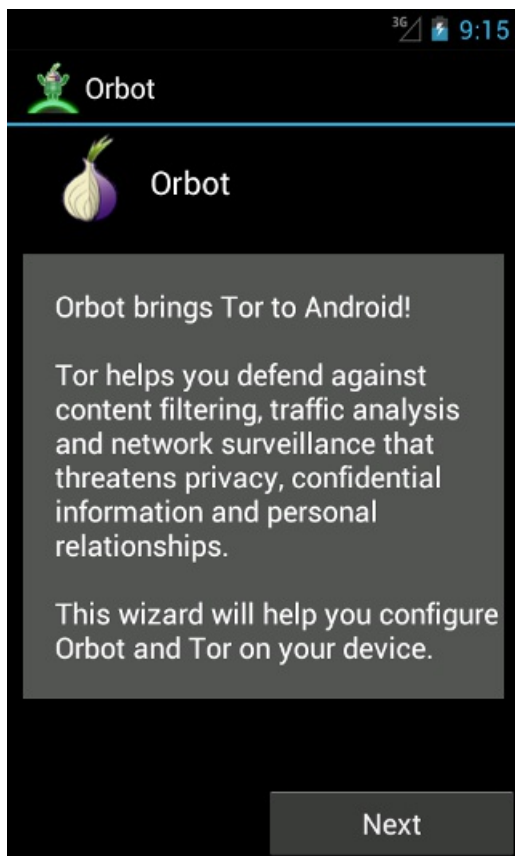 3G 9:15
Orbot
Orbot
Orbot brings Tor to Android!
Tor helps you defend against
content filtering, traffic analysis
and network surveillance that
threatens privacy, confidential
information and personal
relationships.
This wizard will help you configure
Orbot and Tor on your device.
Next